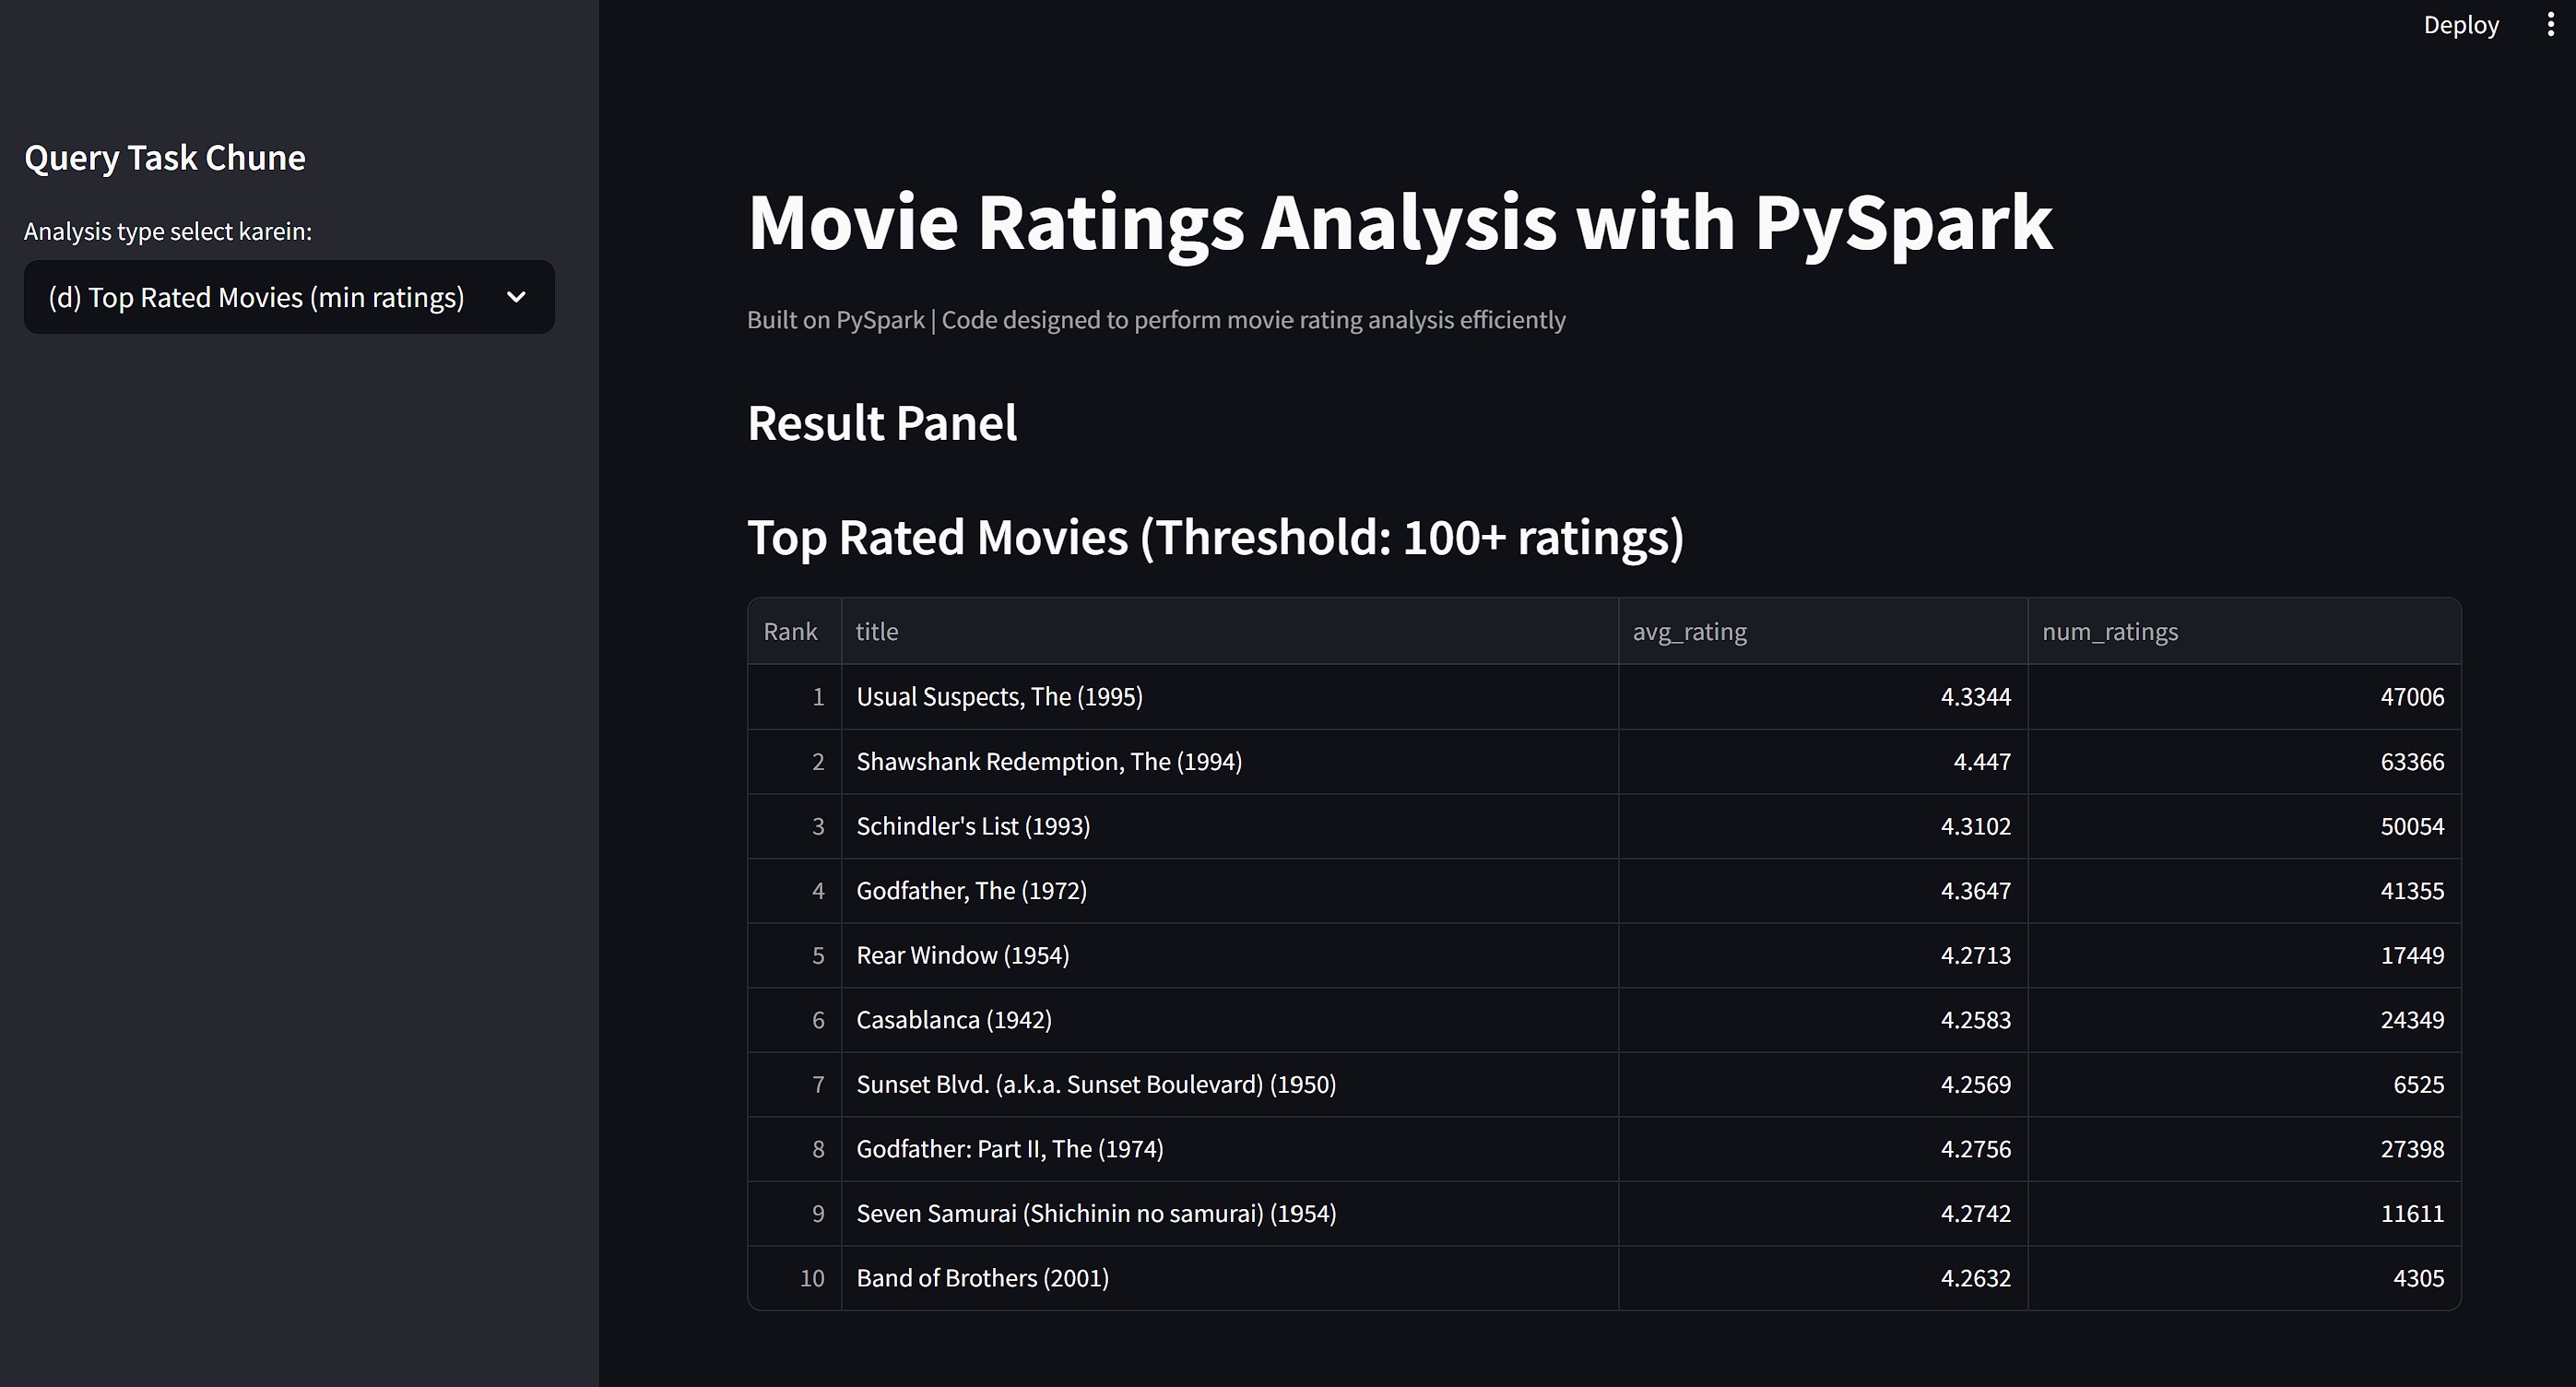 Deploy
Query Task Chune
Analysis type select karein:
(d) Top Rated Movies (min ratings)
Movie Ratings Analysis with PySpark
Built on PySpark | Code designed to perform movie rating analysis efficiently
Result Panel
Top Rated Movies (Threshold: 100+ ratings)
Rank title avg_rating num_ratings
1 Usual Suspects, The (1995) 4.3344 47006
2 Shawshank Redemption, The (1994) 4.447 63366
3 Schindler's List (1993) 4.3102 50054
4 Godfather, The (1972) 4.3647 41355
5 Rear Window (1954) 4.2713 17449
6 Casablanca (1942) 4.2583 24349
7 Sunset Blvd. (a.k.a. Sunset Boulevard) (1950) 4.2569 6525
8 Godfather: Part II, The (1974) 4.2756 27398
9 Seven Samurai (Shichinin no samurai) (1954) 4.2742 11611
10 Band of Brothers (2001) 4.2632 4305